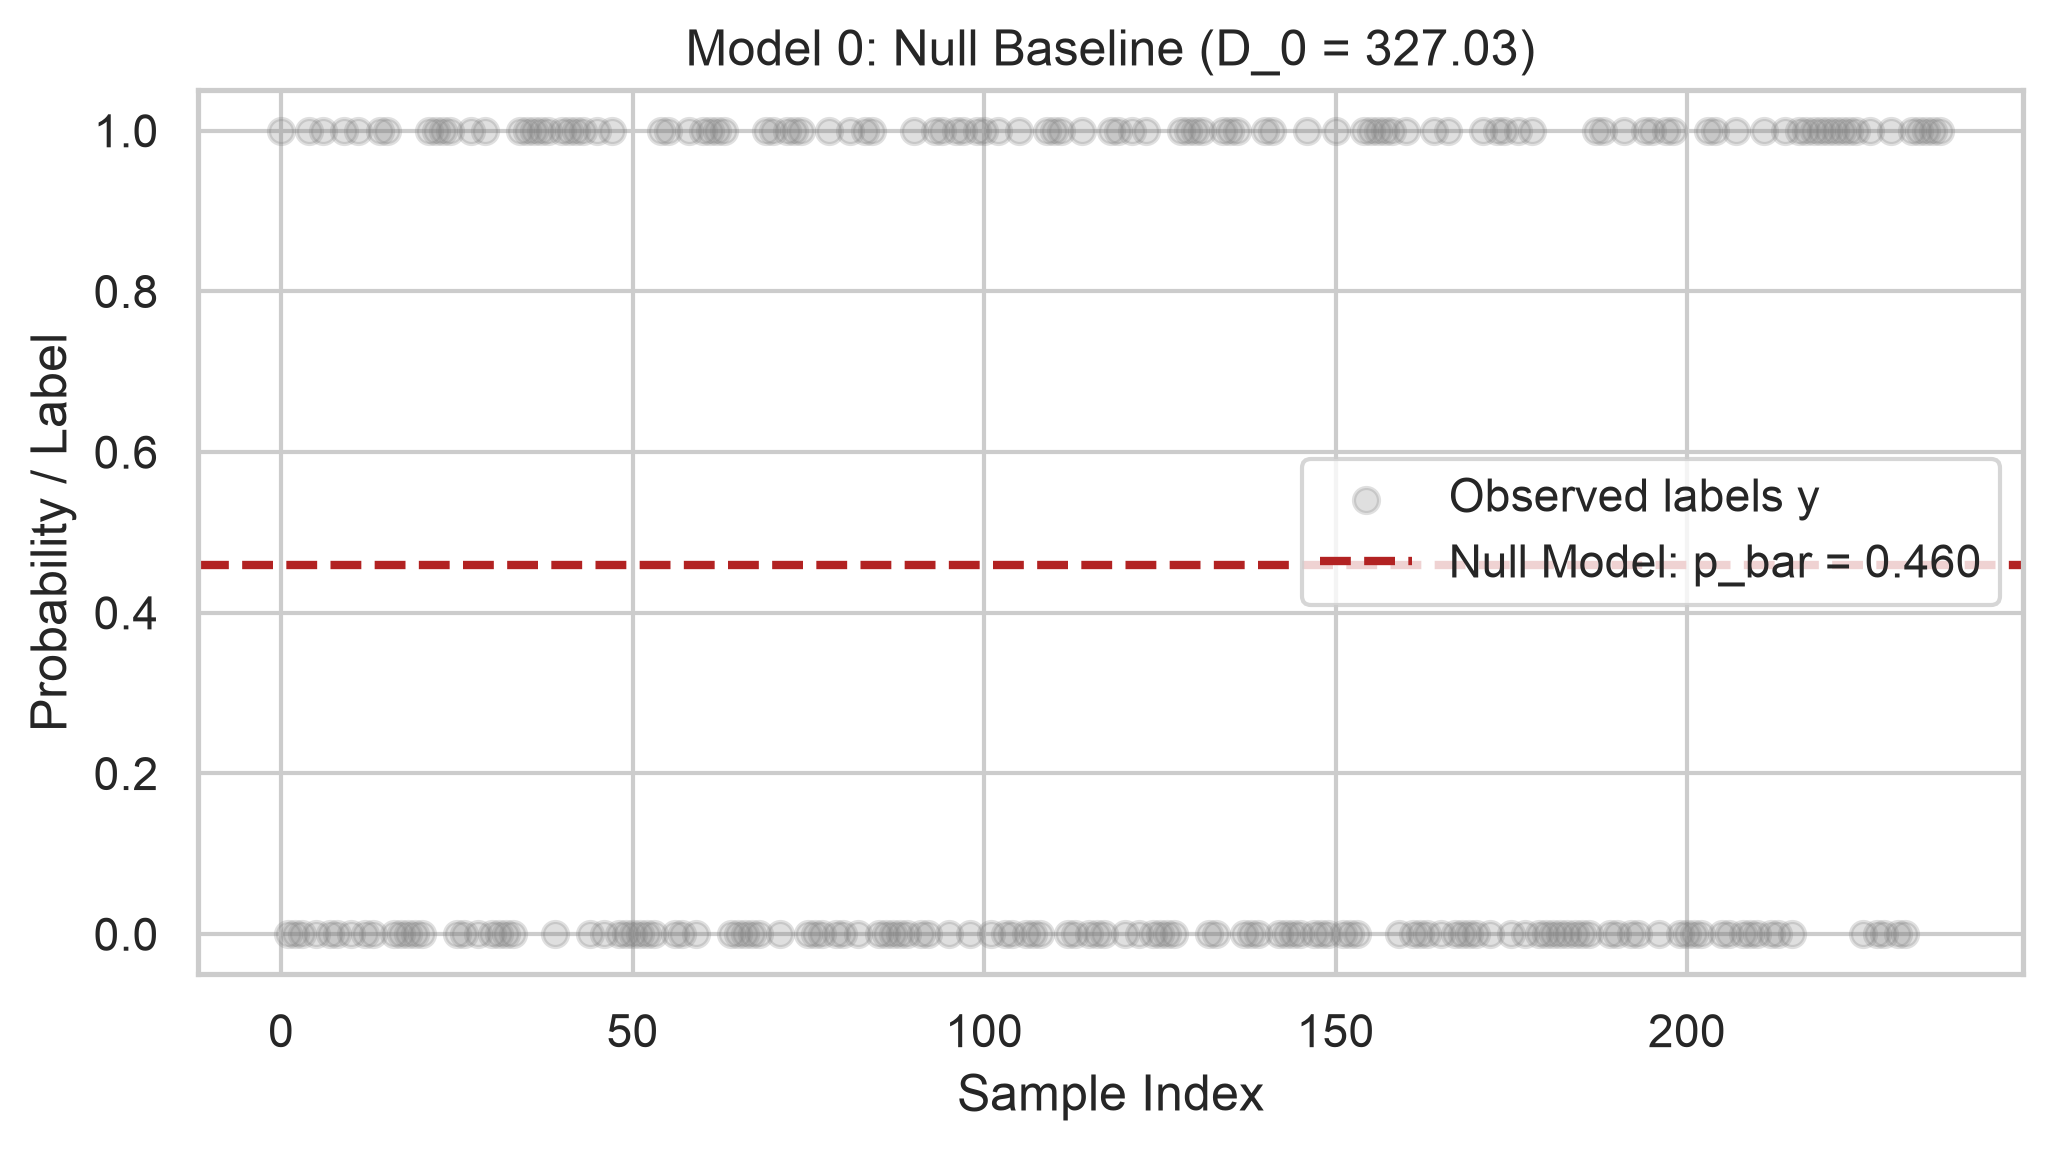 Model 0: Null Baseline (D_0 = 327.03)
Probability / Label
1.0
0.8
0.6
0.4
0.2
0.0
Observed labels y
Null Model: p_bar = 0.460
0 50 100 150 200
Sample Index